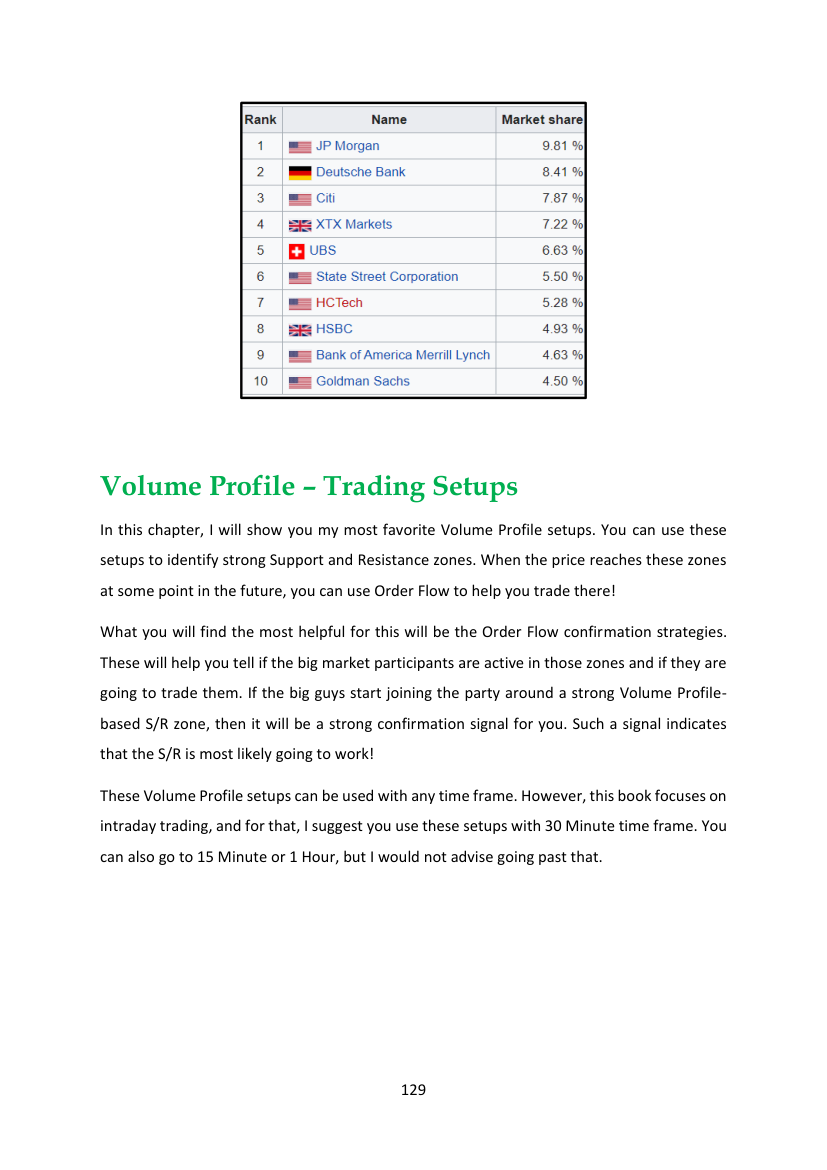 Rank Name Market share
1 JP Morgan 9.81 %
2 Deutsche Bank 8.41 %
3 Citi 7.87 %
4 XTX Markets 7.22 %
5 UBS 6.63 %
6 State Street Corporation 5.50 %
7 HCTech 5.28 %
8 HSBC 4.93 %
9 Bank of America Merrill Lynch 4.63 %
10 Goldman Sachs 4.50 %
Volume Profile – Trading Setups
In this chapter, I will show you my most favorite Volume Profile setups. You can use these
setups to identify strong Support and Resistance zones. When the price reaches these zones
at some point in the future, you can use Order Flow to help you trade there!
What you will find the most helpful for this will be the Order Flow confirmation strategies.
These will help you tell if the big market participants are active in those zones and if they are
going to trade them. If the big guys start joining the party around a strong Volume Profile-
based S/R zone, then it will be a strong confirmation signal for you. Such a signal indicates
that the S/R is most likely going to work!
These Volume Profile setups can be used with any time frame. However, this book focuses on
intraday trading, and for that, I suggest you use these setups with 30 Minute time frame. You
can also go to 15 Minute or 1 Hour, but I would not advise going past that.
129